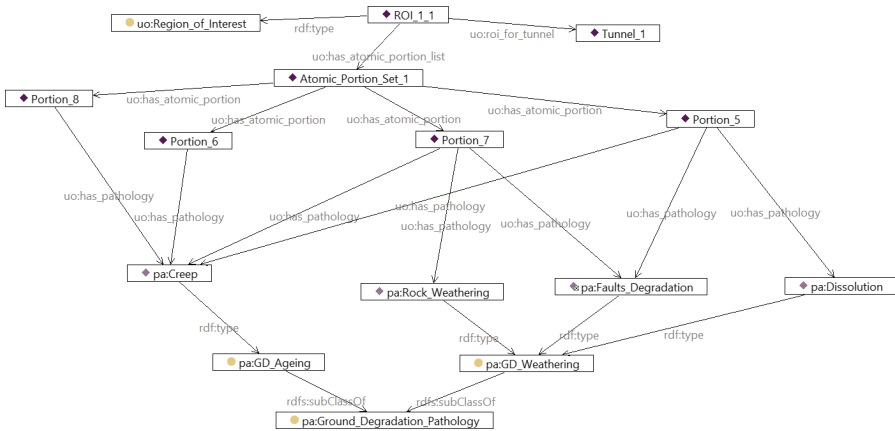 ROI_1_1
uo:Region_of_Interest
rdf:type
uo:roi_for_tunnel
Tunnel_1
uo:has_atomic_portion_list
Atomic_Portion_Set_1
Portion_8
uo:has_atomic_portion
uo:has_atomic_portion
uo:has_atomic_portion
uo:has_atomic_portion
Portion_5
Portion_6
Portion_7
uo:has_pathology
uo:has_pathology
uo:has_pathology
uo:has_pathology
uo:has_pathology
uo:has_pathology
uo:has_pathology
uo:has_pathology
uo:has_pathology
pa:Creep
pa:Rock_Weathering
pa:Faults_Degradation
pa:Dissolution
rdf:type
rdf:type
rdf:type
rdf:type
pa:GD_Ageing
pa:GD_Weathering
rdfs:subClassOf
rdfs:subClassOf
pa:Ground_Degradation_Pathology